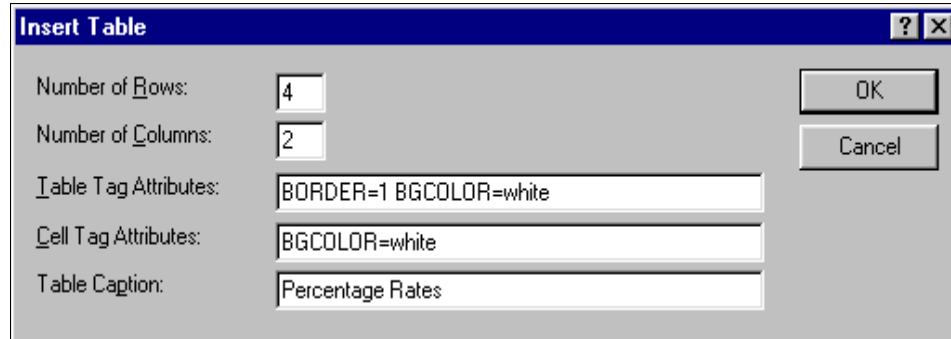 Insert Table
Number of Rows: 4
OK
Number of Columns: 2
Cancel
Table Tag Attributes: BORDER=1 BGCOLOR=white
Cell Tag Attributes: BGCOLOR=white
Table Caption: Percentage Rates